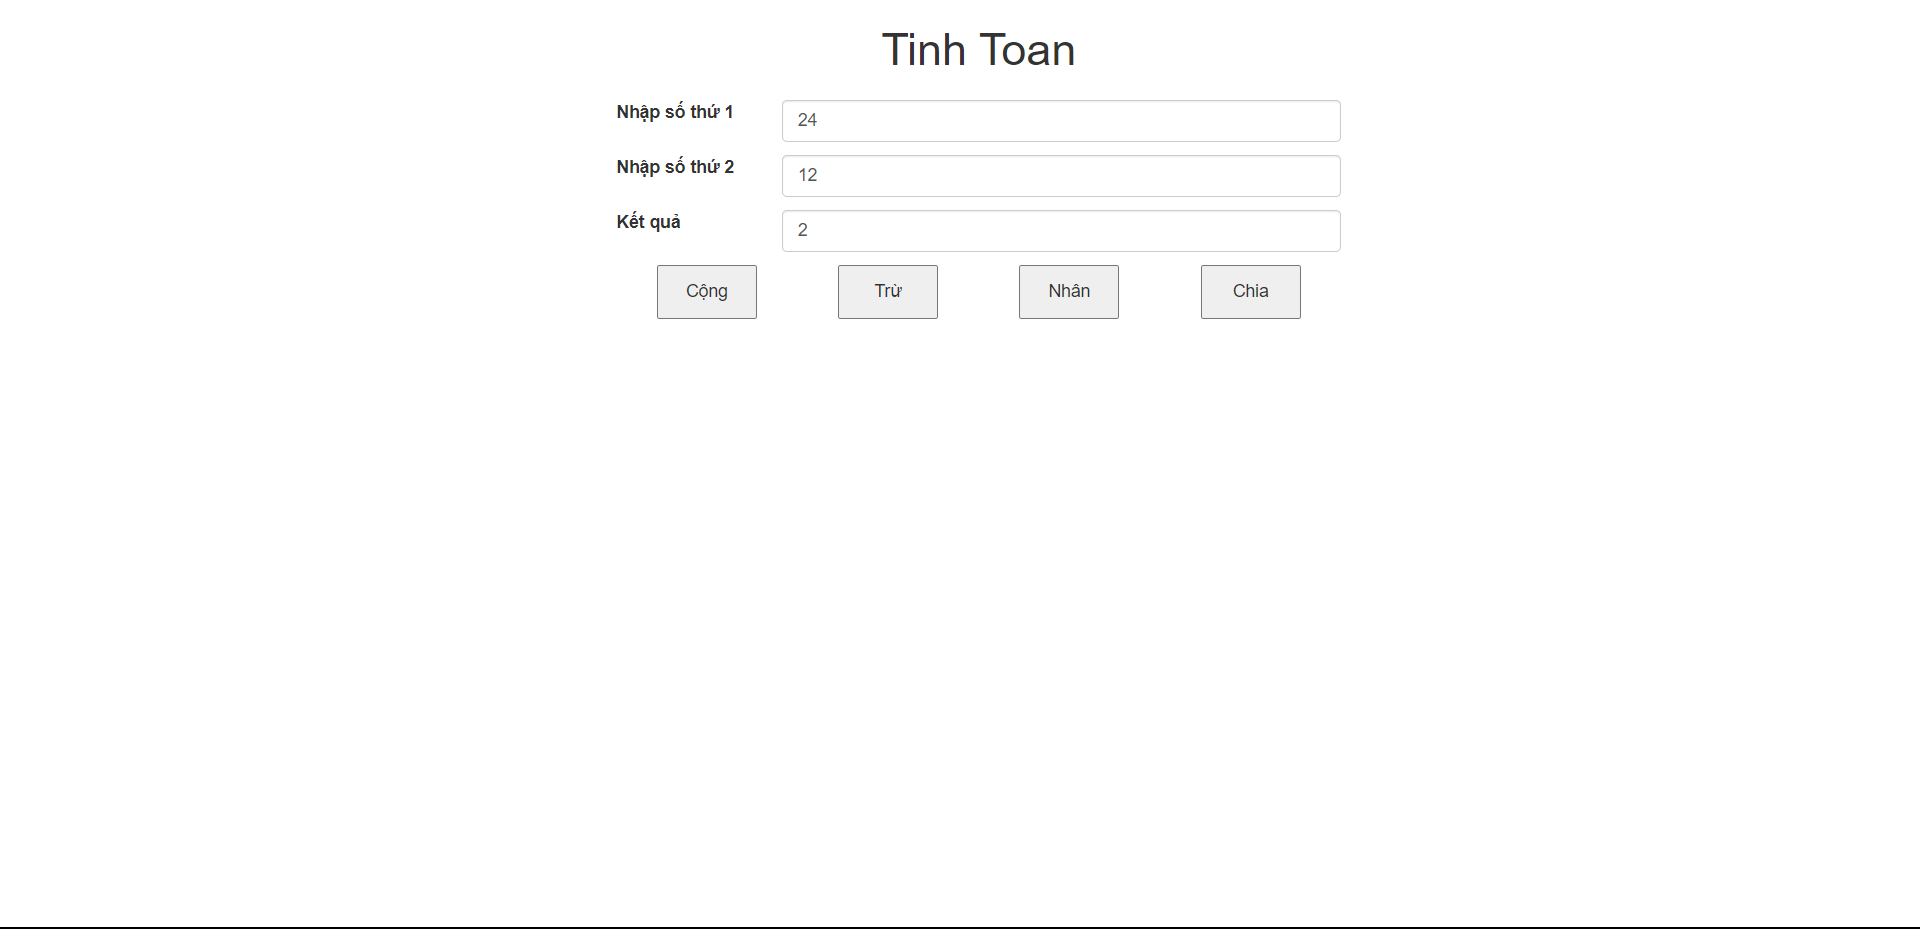 Tinh Toan
Nhập số thứ 1 24
Nhập số thứ 2 12
Kết quả 2
Cộng Trừ Nhân Chia